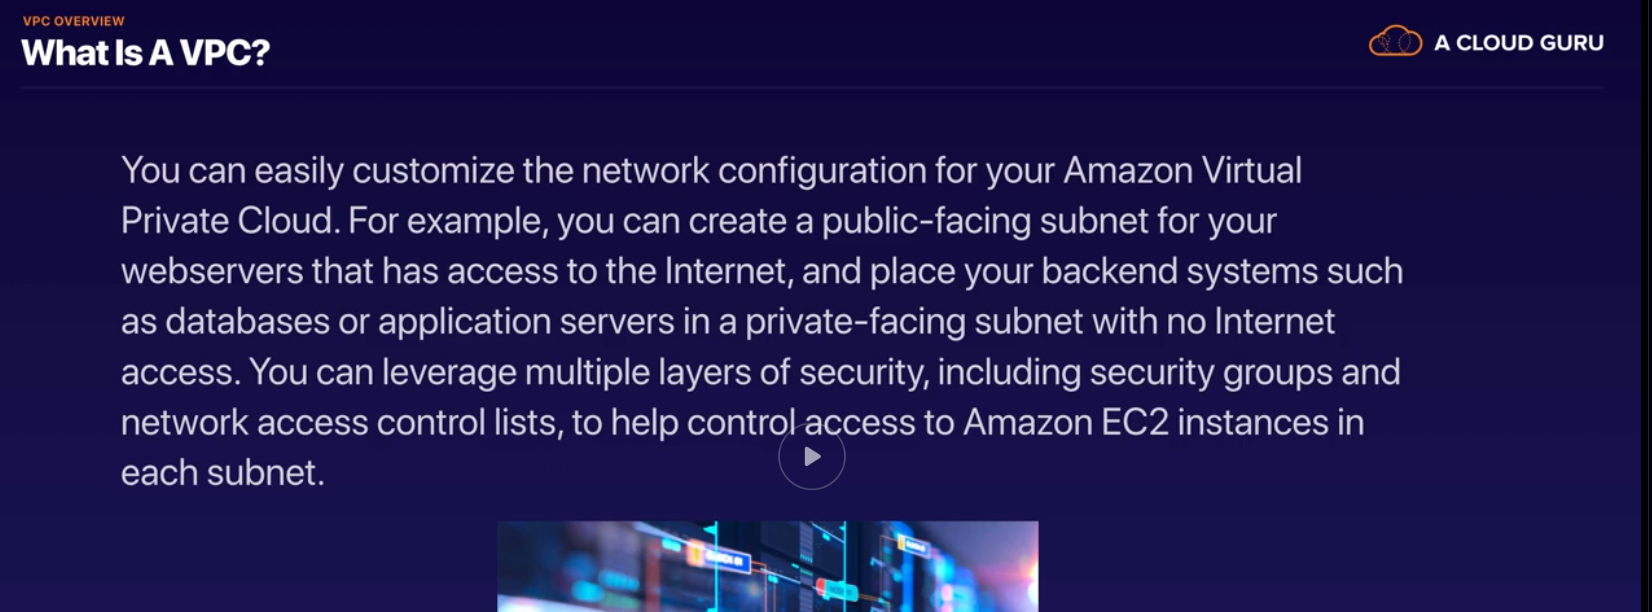 VPC OVERVIEW
What Is A VPC?
A CLOUD GURU
You can easily customize the network configuration for your Amazon Virtual
Private Cloud. For example, you can create a public-facing subnet for your
webservers that has access to the Internet, and place your backend systems such
as databases or application servers in a private-facing subnet with no Internet
access. You can leverage multiple layers of security, including security groups and
network access control lists, to help control access to Amazon EC2 instances in
each subnet.